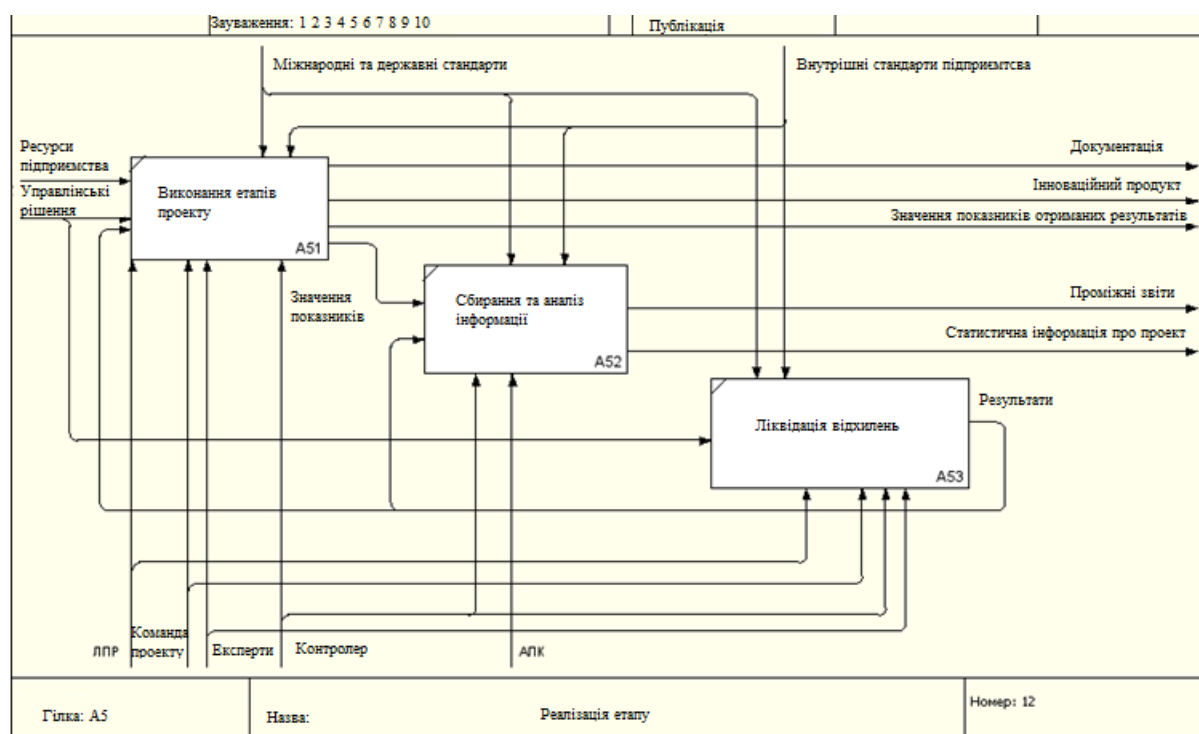 Зауваження: 1 2 3 4 5 6 7 8 9 10
Публікація
Міжнародні та державні стандарти
Внутрішні стандарти підприємтсва
Ресурси
підприємства
Управлінські
рішення
Виконання етапів
проекту
A51
Документація
Інноваційний продукт
Значення показників отриманих результатів
Значення
показників
Сбирання та аналіз
інформації
A52
Проміжні звіти
Статистична інформація про проект
Ліквідація відхилень
A53
Результати
ЛПР
Команда
проекту
Експерти
Контролер
АПК
Гілка: А5
Назва:
Реалізація етапу
Номер: 12